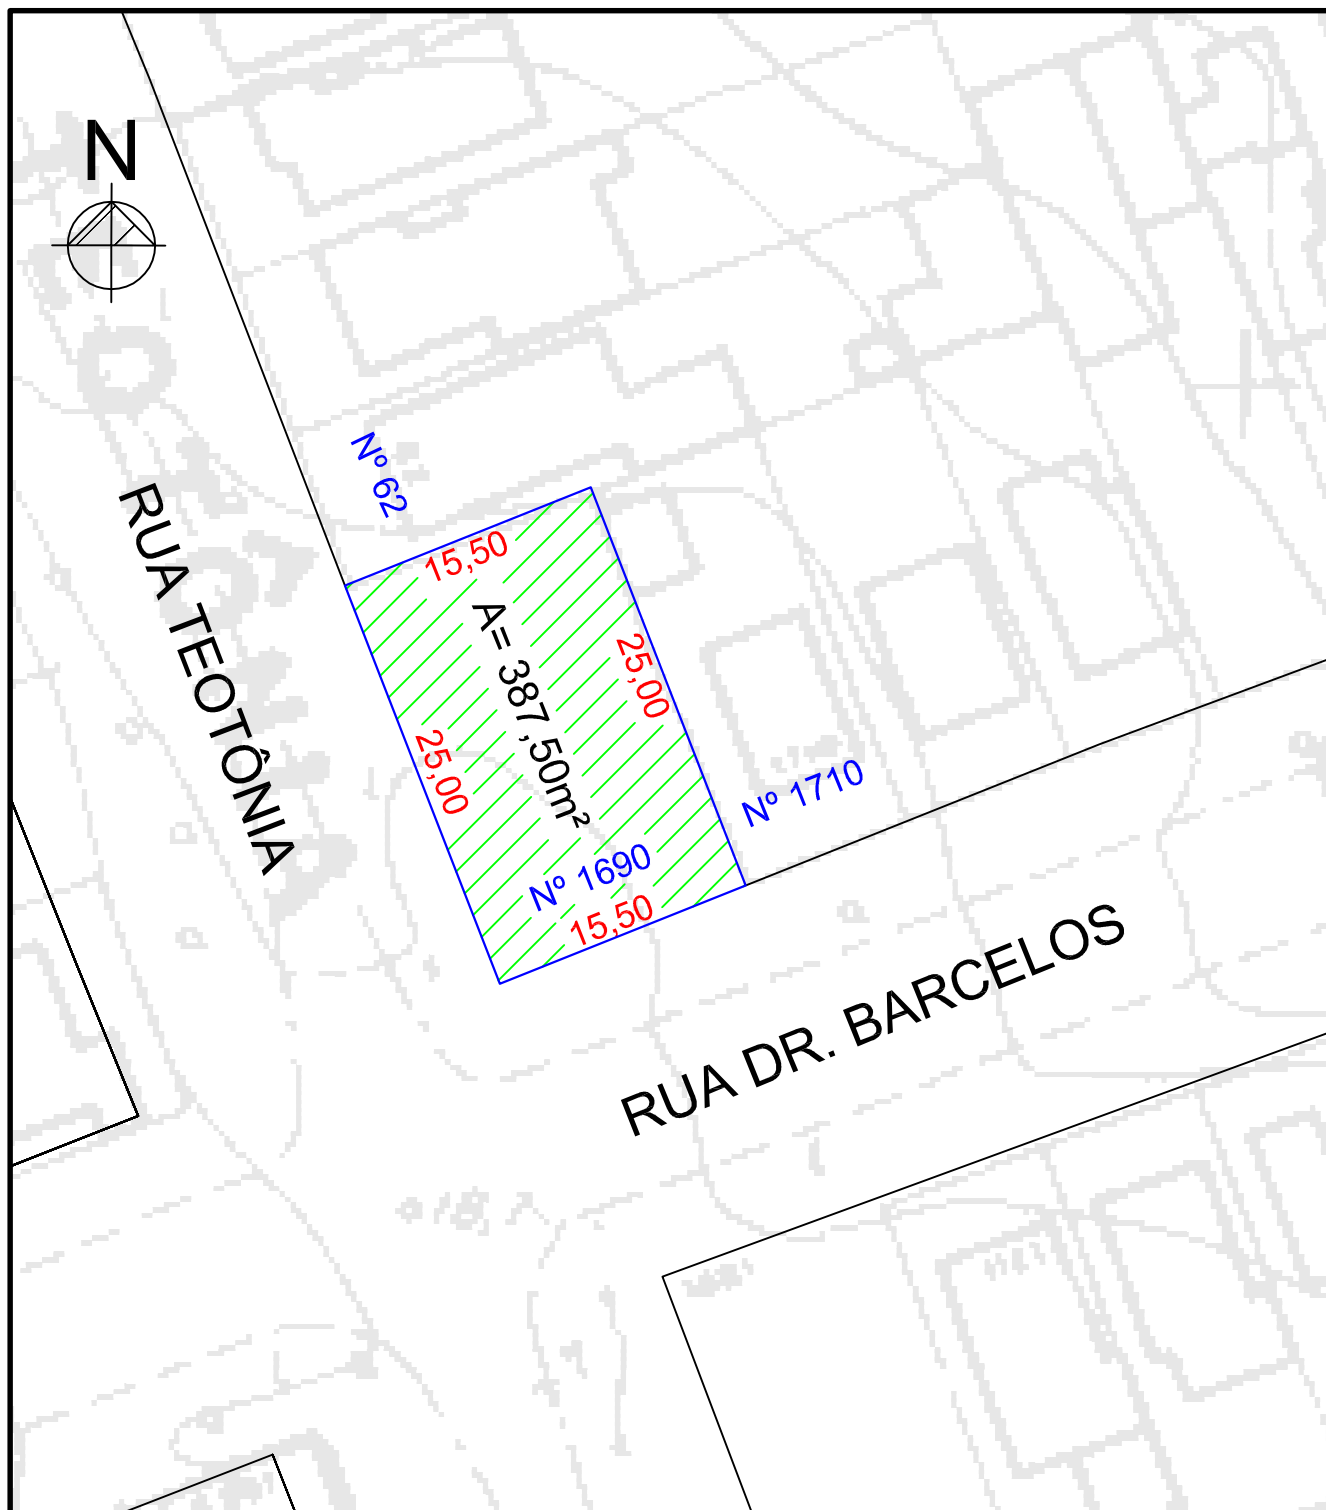 N
Nº 62
RUA TEOTÔNIA
15,50
A= 387,50m²
25,00
25,00
Nº 1710
Nº 1690
15,50
RUA DR. BARCELOS